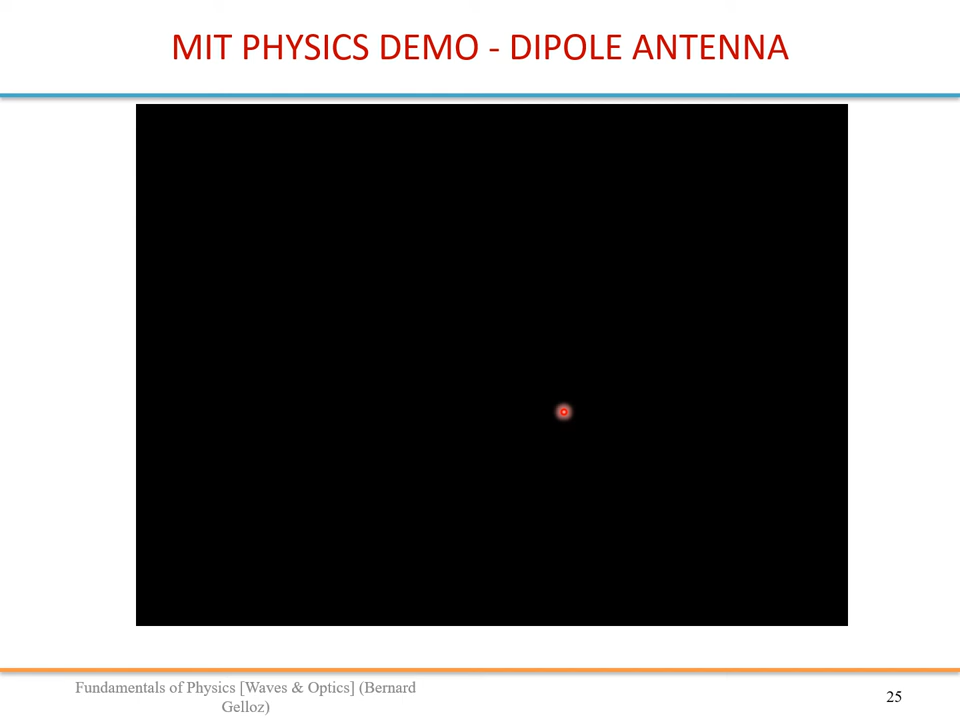 MIT PHYSICS DEMO - DIPOLE ANTENNA
Fundamentals of Physics [Waves & Optics] (Bernard
Gelloz)
25